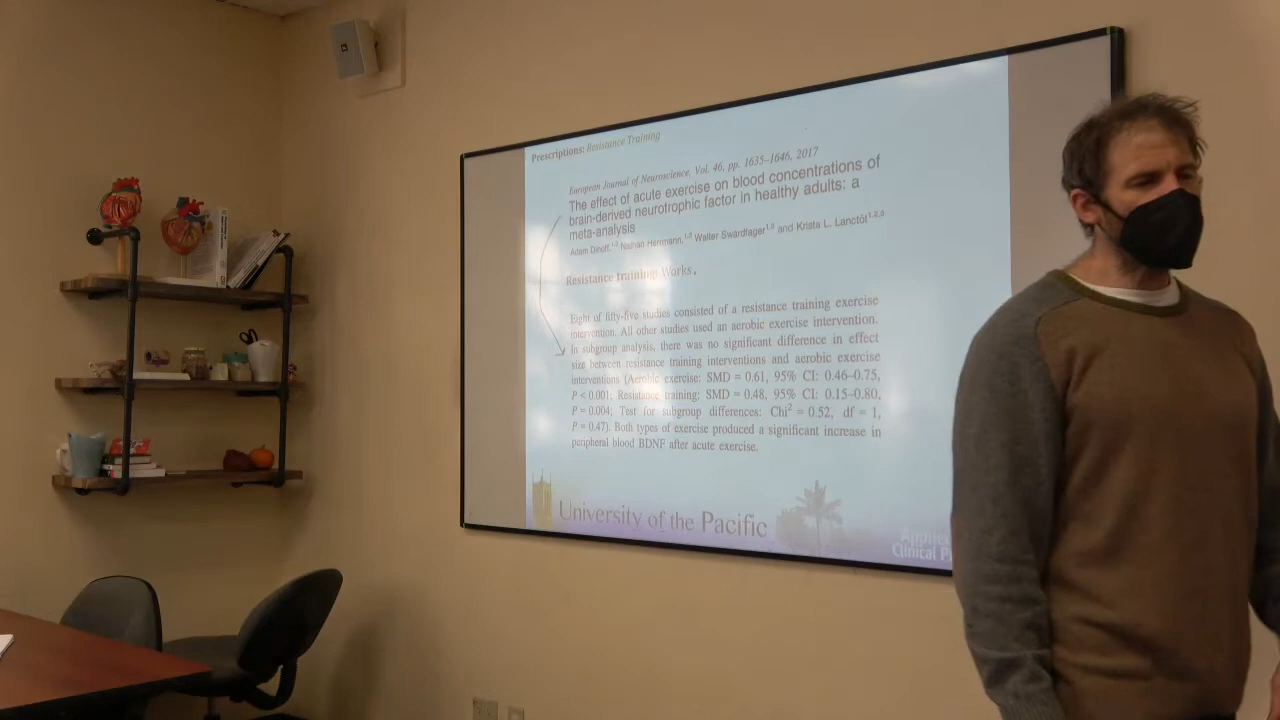 Prescriptions: Resistance Training
European Journal of Neuroscience, Vol. 46, pp. 1635–1646, 2017
The effect of acute exercise on blood concentrations of
brain-derived neurotrophic factor in healthy adults: a
meta-analysis
Adam Dinoff,1,2 Nathan Herrmann,1,3 Walter Swardfager1,2 and Krista L. Lanctôt1,2,3
Resistance training: Works.
Eight of fifty-five studies consisted of a resistance training exercise
intervention. All other studies used an aerobic exercise intervention.
In subgroup analysis, there was no significant difference in effect
size between resistance training interventions and aerobic exercise
interventions (Aerobic exercise: SMD = 0.61, 95% CI: 0.46–0.75,
P < 0.001; Resistance training: SMD = 0.48, 95% CI: 0.15–0.80,
P = 0.004; Test for subgroup differences: Chi2 = 0.52, df = 1,
P = 0.47). Both types of exercise produced a significant increase in
peripheral blood BDNF after acute exercise.
University of the Pacific
Clinical